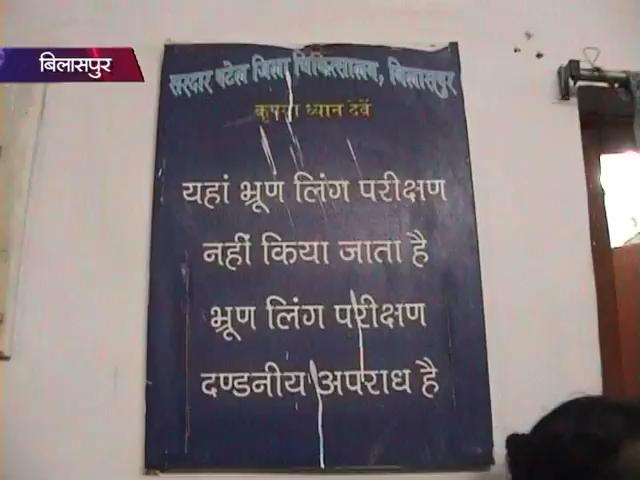 बिलासपुर
सरदार पटेल जिला चिकित्सालय, बिलासपुर
कृपया ध्यान देवें
यहां भ्रूण लिंग परीक्षण
नहीं किया जाता है
भ्रूण लिंग परीक्षण
दण्डनीय अपराध है